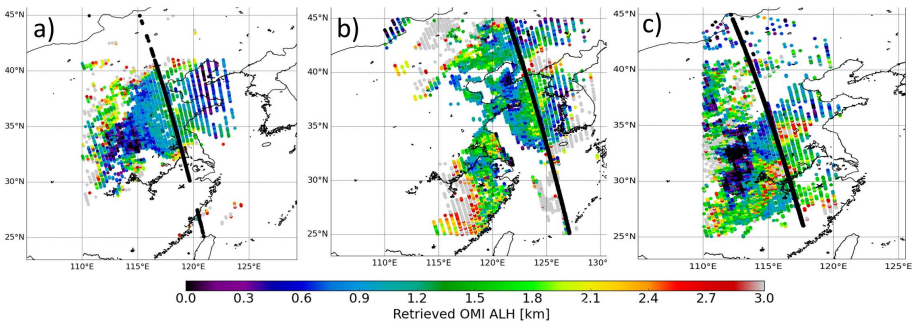 a)
45°N
40°N
35°N
30°N
25°N
110°E 115°E 120°E 125°E
b)
45°N
40°N
35°N
30°N
25°N
110°E 115°E 120°E 125°E 130°E
c)
45°N
40°N
35°N
30°N
25°N
110°E 115°E 120°E 125°E
0.0 0.3 0.6 0.9 1.2 1.5 1.8 2.1 2.4 2.7 3.0
Retrieved OMI ALH [km]